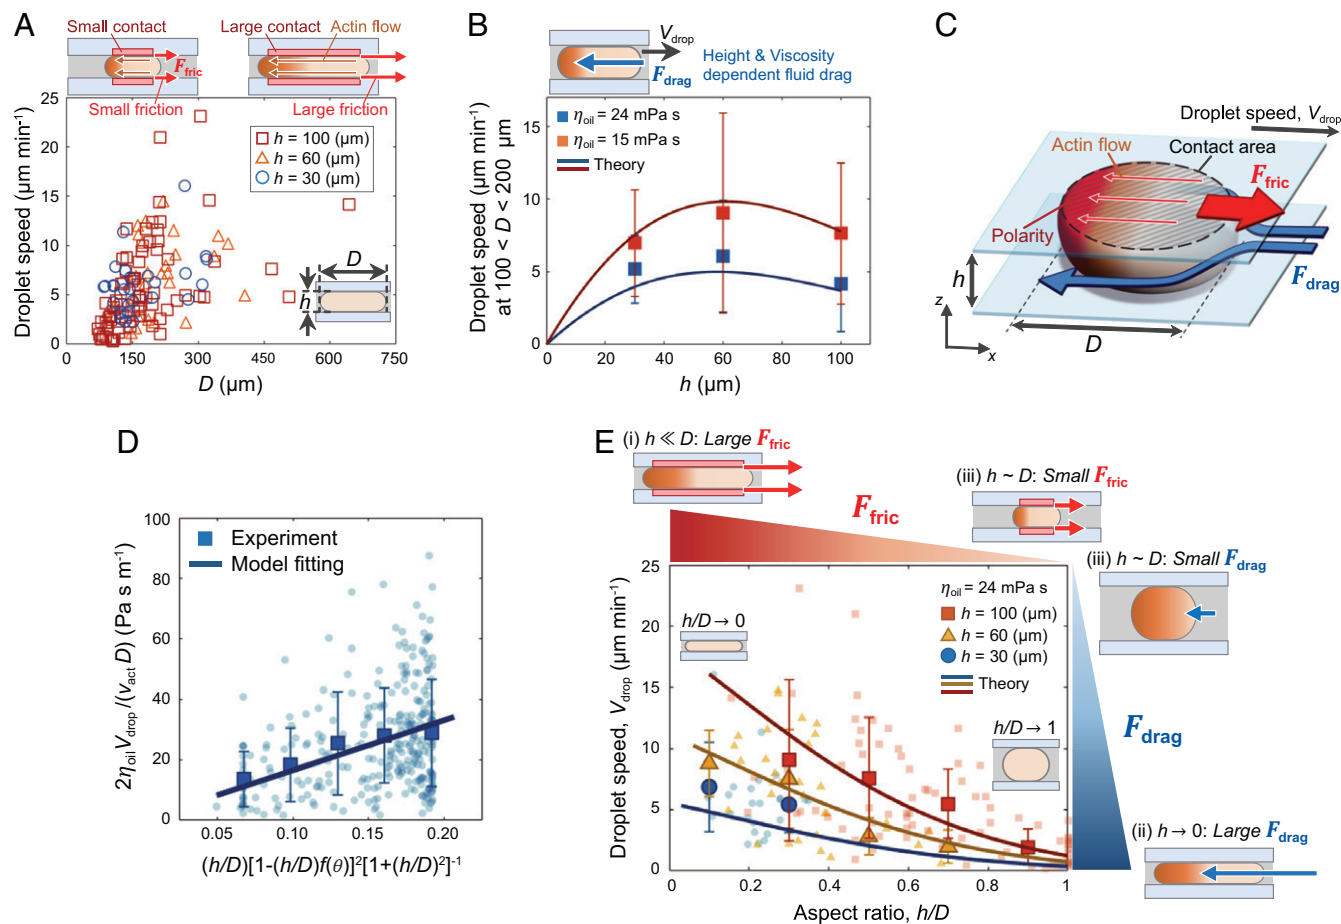 A
Small contact
Large contact
Actin flow
F_fric
Small friction
Large friction
Droplet speed (µm min⁻¹)
25
20
15
10
5
0
h = 100 (µm)
h = 60 (µm)
h = 30 (µm)
D
h
0
150
300
450
600
750
D (µm)
B
V_drop
F_drag
Height & Viscosity
dependent fluid drag
η_oil = 24 mPa s
η_oil = 15 mPa s
Theory
Droplet speed (µm min⁻¹)
at 100 < D < 200 µm
15
10
5
0
0
20
40
60
80
100
h (µm)
C
Droplet speed, V_drop
Actin flow
Contact area
F_fric
Polarity
F_drag
h
z
x
D
D
Experiment
Model fitting
2η_oil V_drop /(v_act D) (Pa s m⁻¹)
100
80
60
40
20
0
0.05
0.10
0.15
0.20
(h/D)[1-(h/D)f(θ)]²[1+(h/D)²]⁻¹
E
(i) h ≪ D: Large F_fric
F_fric
(iii) h ~ D: Small F_fric
(iii) h ~ D: Small F_drag
F_drag
(ii) h → 0: Large F_drag
h/D → 0
h/D → 1
η_oil = 24 mPa s
h = 100 (µm)
h = 60 (µm)
h = 30 (µm)
Theory
Droplet speed, V_drop (µm min⁻¹)
25
20
15
10
5
0
0
0.2
0.4
0.6
0.8
1
Aspect ratio, h/D